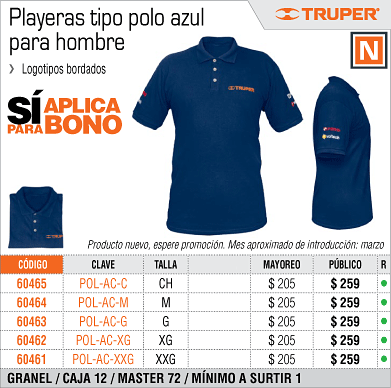 Playeras tipo polo azul
para hombre
TRUPER®
N
› Logotipos bordados
SÍ APLICA
PARA BONO
TRUPER
Producto nuevo, espere promoción. Mes aproximado de introducción: marzo
CÓDIGO CLAVE TALLA MAYOREO PÚBLICO R
60465 POL-AC-C CH $ 205 $ 259
60464 POL-AC-M M $ 205 $ 259
60463 POL-AC-G G $ 205 $ 259
60462 POL-AC-XG XG $ 205 $ 259
60461 POL-AC-XXG XXG $ 205 $ 259
GRANEL / CAJA 12 / MASTER 72 / MÍNIMO A SURTIR 1